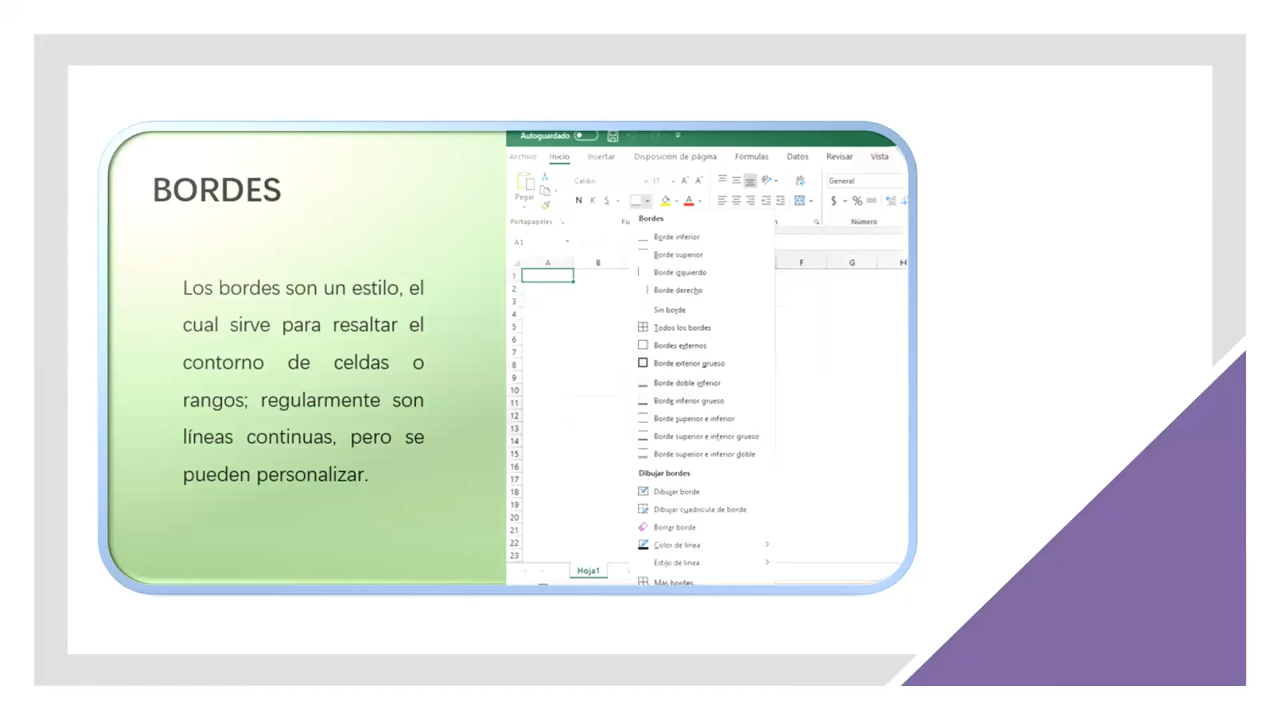 BORDES
Los bordes son un estilo, el
cual sirve para resaltar el
contorno de celdas o
rangos; regularmente son
líneas continuas, pero se
pueden personalizar.
Autoguardado
Archivo Inicio Insertar Disposición de página Fórmulas Datos Revisar Vista
Calibri 11 A A General
Pegar
N K S A $ % 000
Portapapeles Fu Número
Bordes
A1
Borde inferior
Borde superior
Borde izquierdo
Borde derecho
Sin borde
Todos los bordes
Bordes externos
Borde exterior grueso
Borde doble inferior
Borde inferior grueso
Borde superior e inferior
Borde superior e inferior grueso
Borde superior e inferior doble
Dibujar bordes
Dibujar borde
Dibujar cuadrícula de borde
Borrar borde
Color de línea
Estilo de línea
Más bordes
A B F G H
1
2
3
4
5
6
7
8
9
10
11
12
13
14
15
16
17
18
19
20
21
22
23
Hoja1